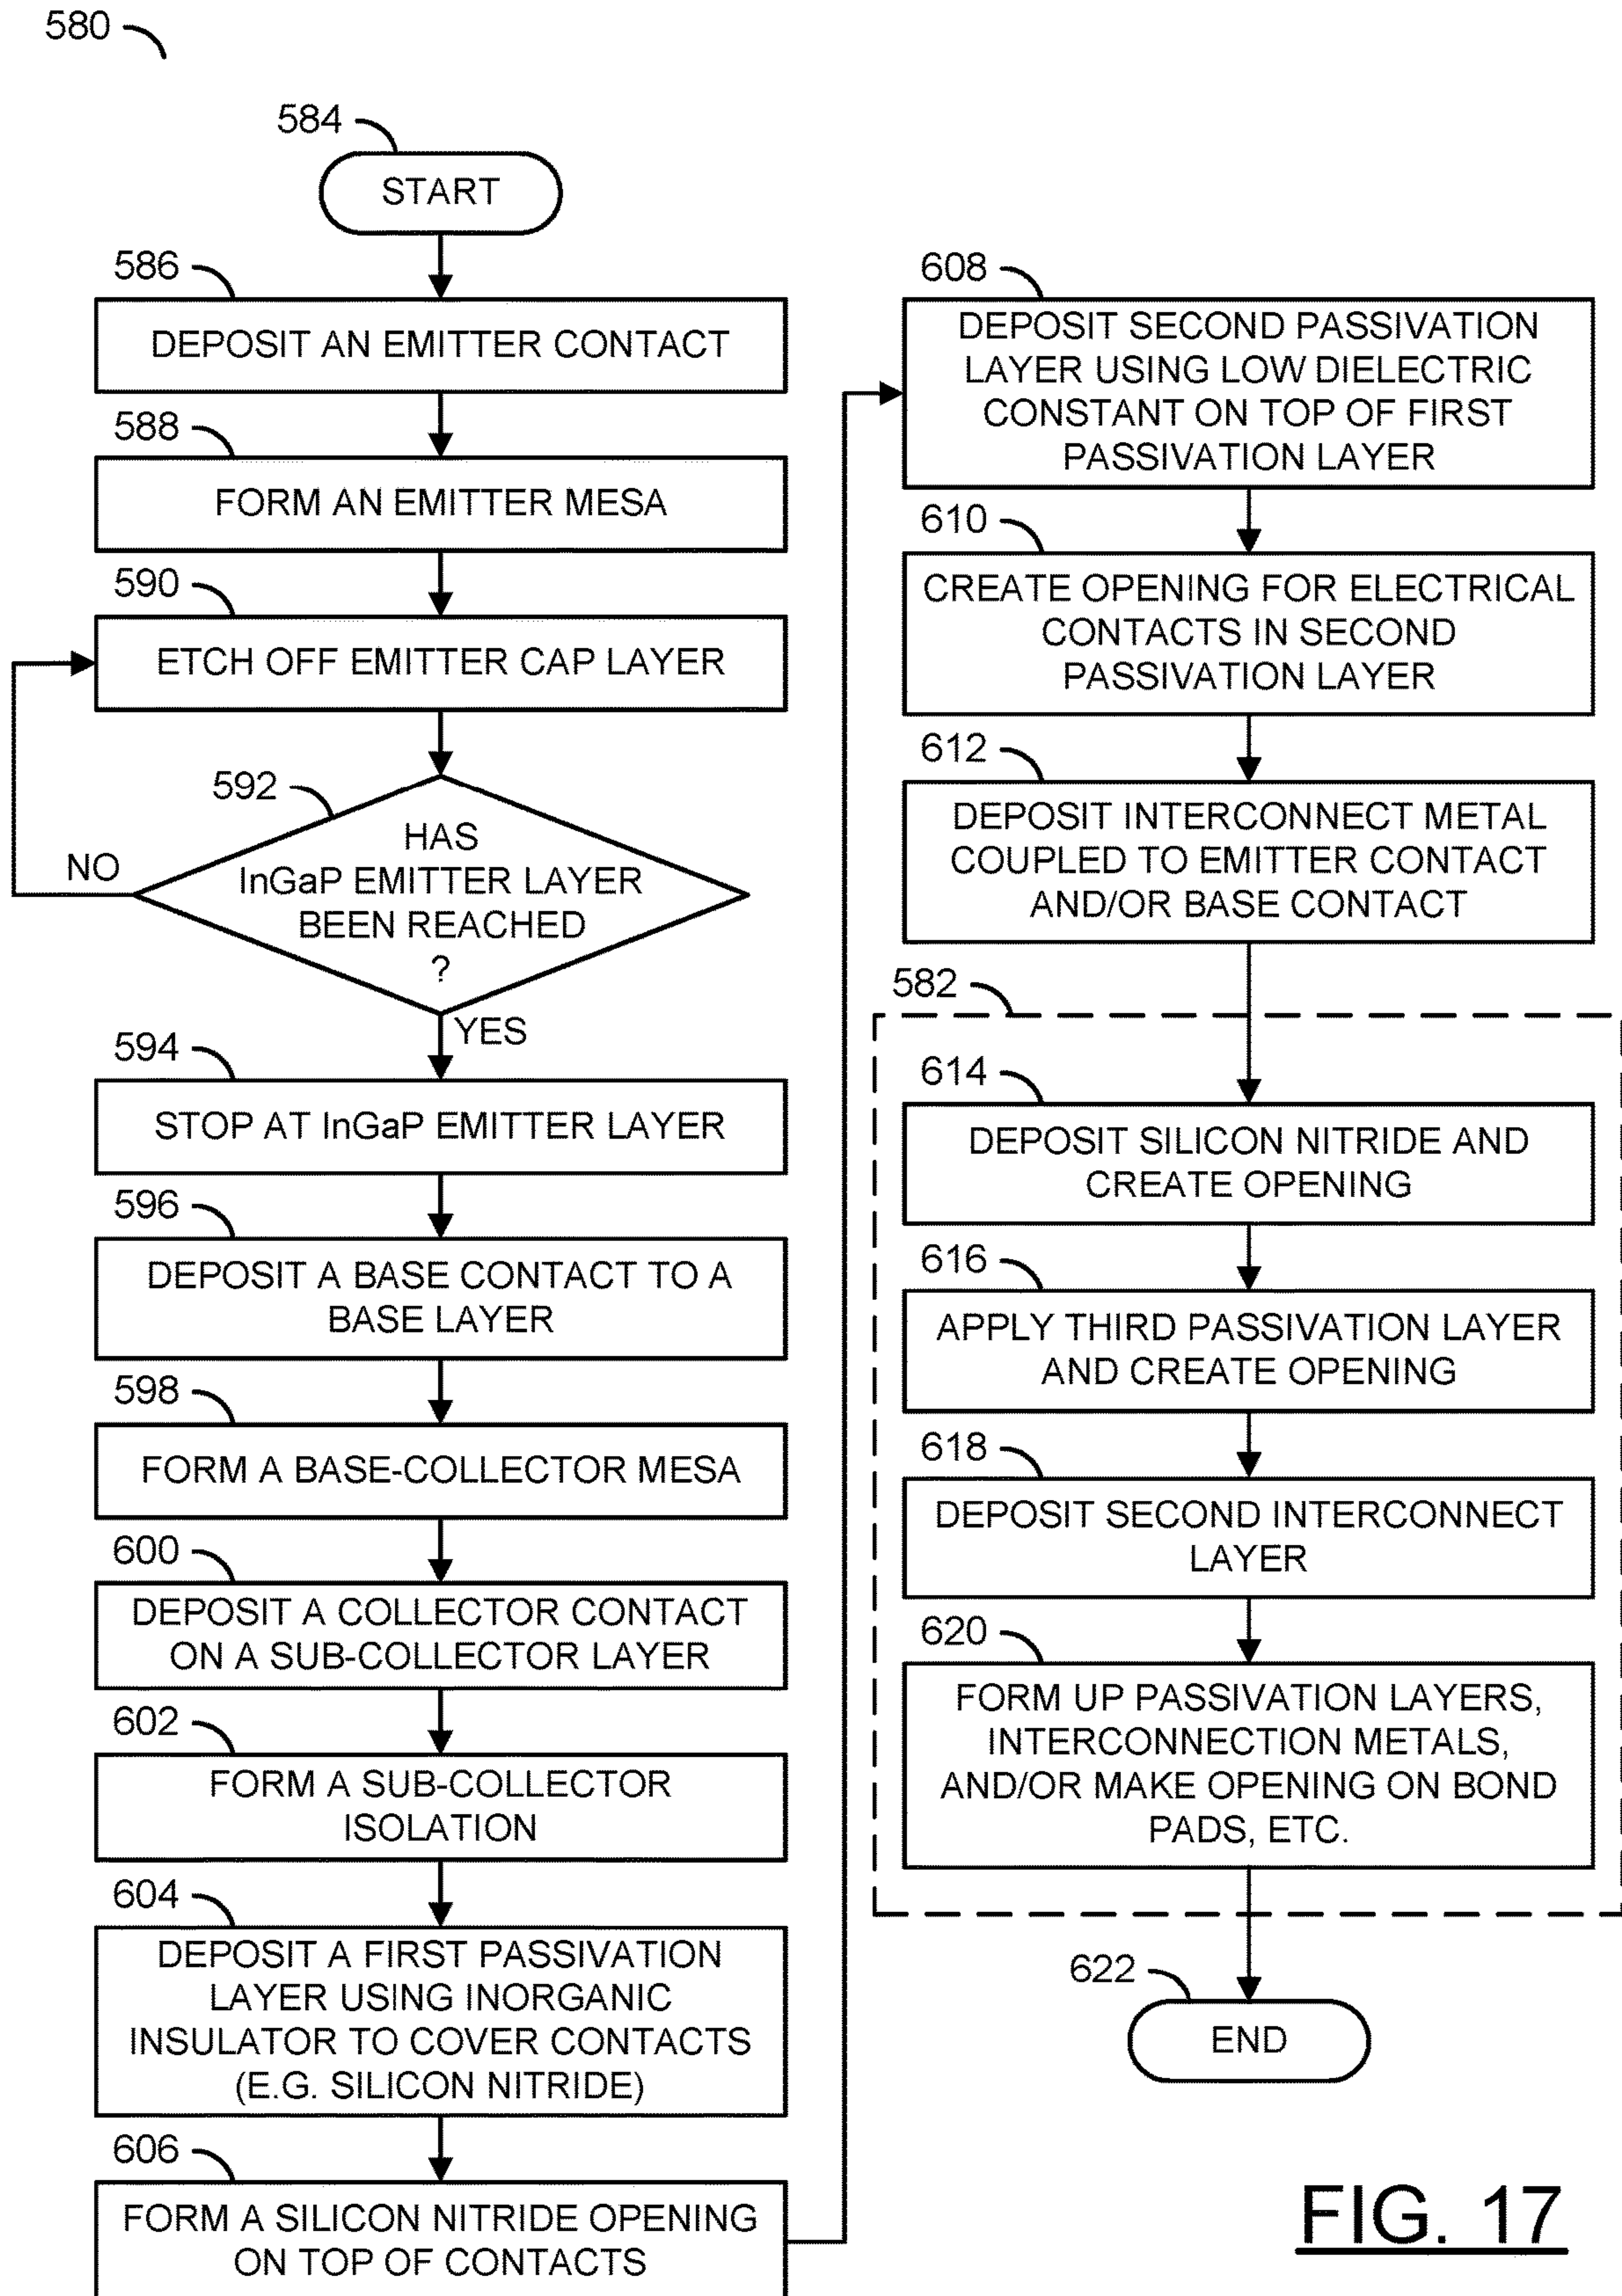 580
584
START
586
DEPOSIT AN EMITTER CONTACT
588
FORM AN EMITTER MESA
590
ETCH OFF EMITTER CAP LAYER
592
HAS
InGaP EMITTER LAYER
BEEN REACHED
?
NO
YES
594
STOP AT InGaP EMITTER LAYER
596
DEPOSIT A BASE CONTACT TO A
BASE LAYER
598
FORM A BASE-COLLECTOR MESA
600
DEPOSIT A COLLECTOR CONTACT
ON A SUB-COLLECTOR LAYER
602
FORM A SUB-COLLECTOR
ISOLATION
604
DEPOSIT A FIRST PASSIVATION
LAYER USING INORGANIC
INSULATOR TO COVER CONTACTS
(E.G. SILICON NITRIDE)
606
FORM A SILICON NITRIDE OPENING
ON TOP OF CONTACTS
608
DEPOSIT SECOND PASSIVATION
LAYER USING LOW DIELECTRIC
CONSTANT ON TOP OF FIRST
PASSIVATION LAYER
610
CREATE OPENING FOR ELECTRICAL
CONTACTS IN SECOND
PASSIVATION LAYER
612
DEPOSIT INTERCONNECT METAL
COUPLED TO EMITTER CONTACT
AND/OR BASE CONTACT
582
614
DEPOSIT SILICON NITRIDE AND
CREATE OPENING
616
APPLY THIRD PASSIVATION LAYER
AND CREATE OPENING
618
DEPOSIT SECOND INTERCONNECT
LAYER
620
FORM UP PASSIVATION LAYERS,
INTERCONNECTION METALS,
AND/OR MAKE OPENING ON BOND
PADS, ETC.
622
END
FIG. 17